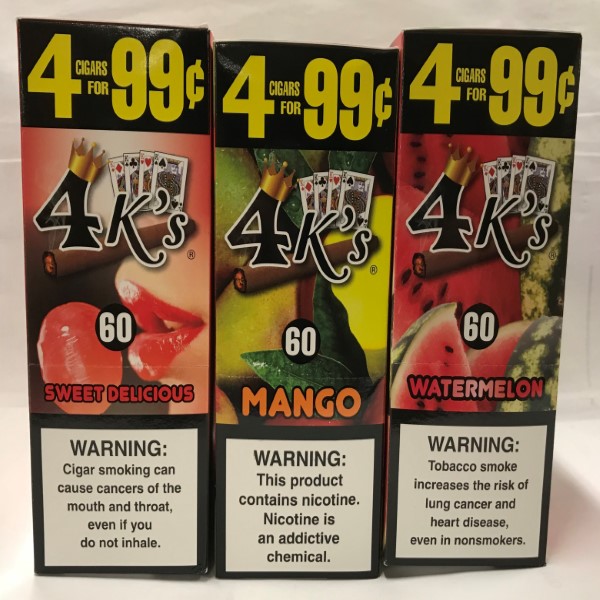 4 CIGARS FOR 99¢
4K's®
60
SWEET DELICIOUS
WARNING:
Cigar smoking can
cause cancers of the
mouth and throat,
even if you
do not inhale.
4 CIGARS FOR 99¢
4K's®
60
MANGO
WARNING:
This product
contains nicotine.
Nicotine is
an addictive
chemical.
4 CIGARS FOR 99¢
4K's®
60
WATERMELON
WARNING:
Tobacco smoke
increases the risk of
lung cancer and
heart disease,
even in nonsmokers.